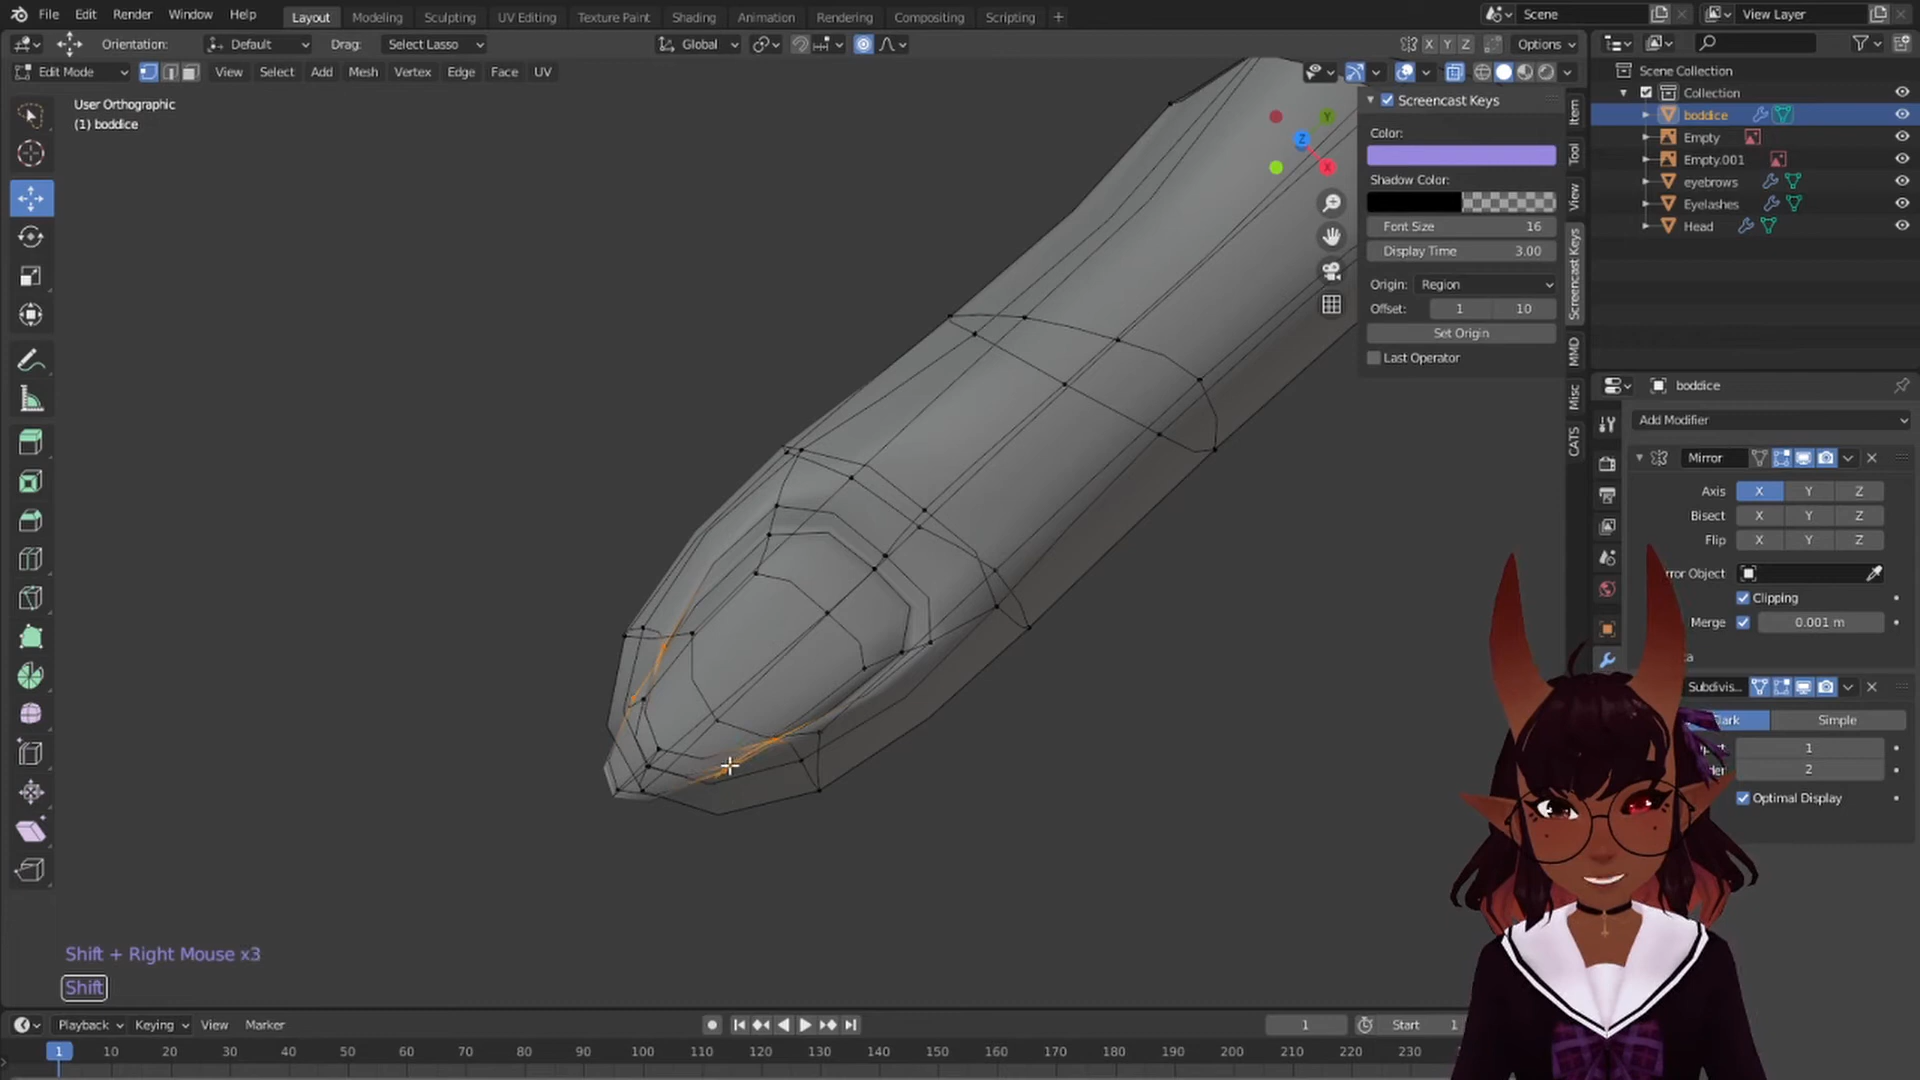 File Edit Render Window Help Layout Modeling Sculpting UV Editing Texture Paint Shading Animation Rendering Compositing Scripting + Scene View Layer
Orientation: Default Drag: Select Lasso Global X Y Z Options
Edit Mode View Select Add Mesh Vertex Edge Face UV
User Orthographic
(1) boddice
Y
Z
X
Screencast Keys
Color:
Shadow Color:
Font Size 16
Display Time 3.00
Origin: Region
Offset: 1 10
Set Origin
Last Operator
Item
Tool
View
Screencast Keys
MMD
Misc
CATS
Scene Collection
Collection
boddice
Empty
Empty.001
eyebrows
Eyelashes
Head
boddice
Add Modifier
Mirror
Axis X Y Z
Bisect X Y Z
Flip X Y Z
rror Object
Clipping
Merge 0.001 m
Subdivis...
Simple
1
2
Optimal Display
Shift + Right Mouse x3
Shift
Playback Keying View Marker 1 Start 1
1 10 20 30 40 50 60 70 80 90 100 110 120 130 140 150 160 170 180 190 200 210 220 230